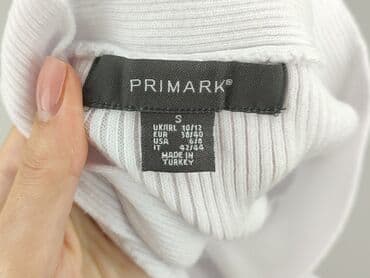 PRIMARK®
S
UK/IRL 10/12
EUR 38/40
USA 6/8
IT 42/44
MADE IN
TURKEY